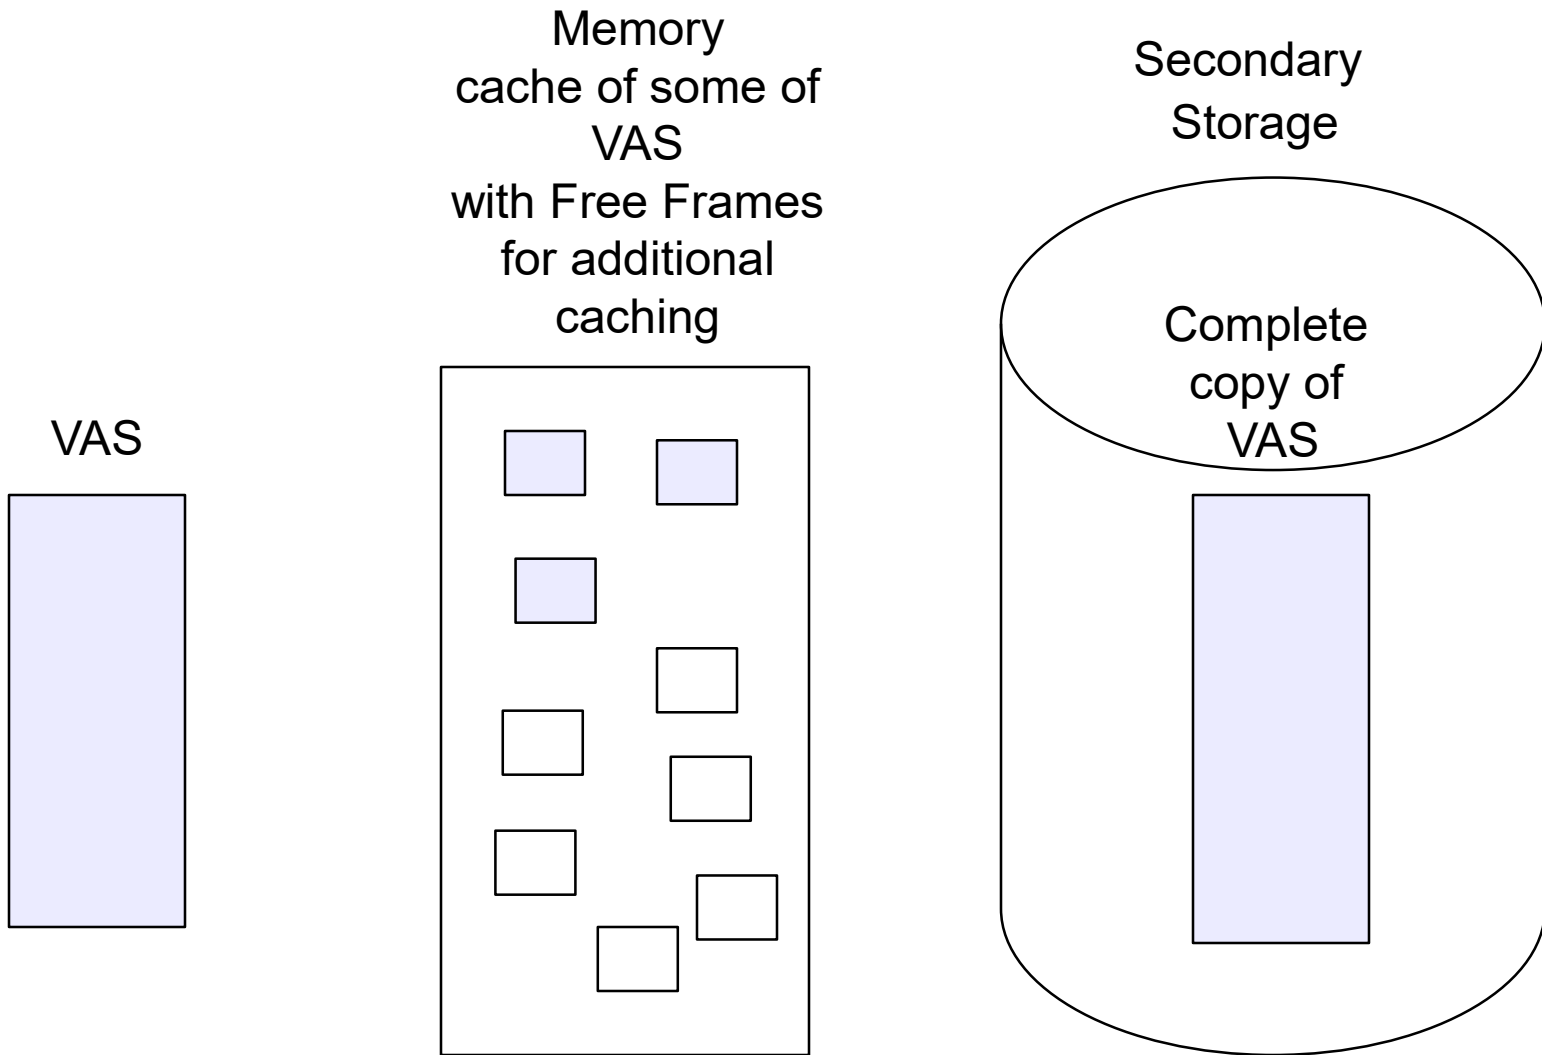 VAS
Memory
cache of some of
VAS
with Free Frames
for additional
caching
Secondary
Storage
Complete
copy of
VAS